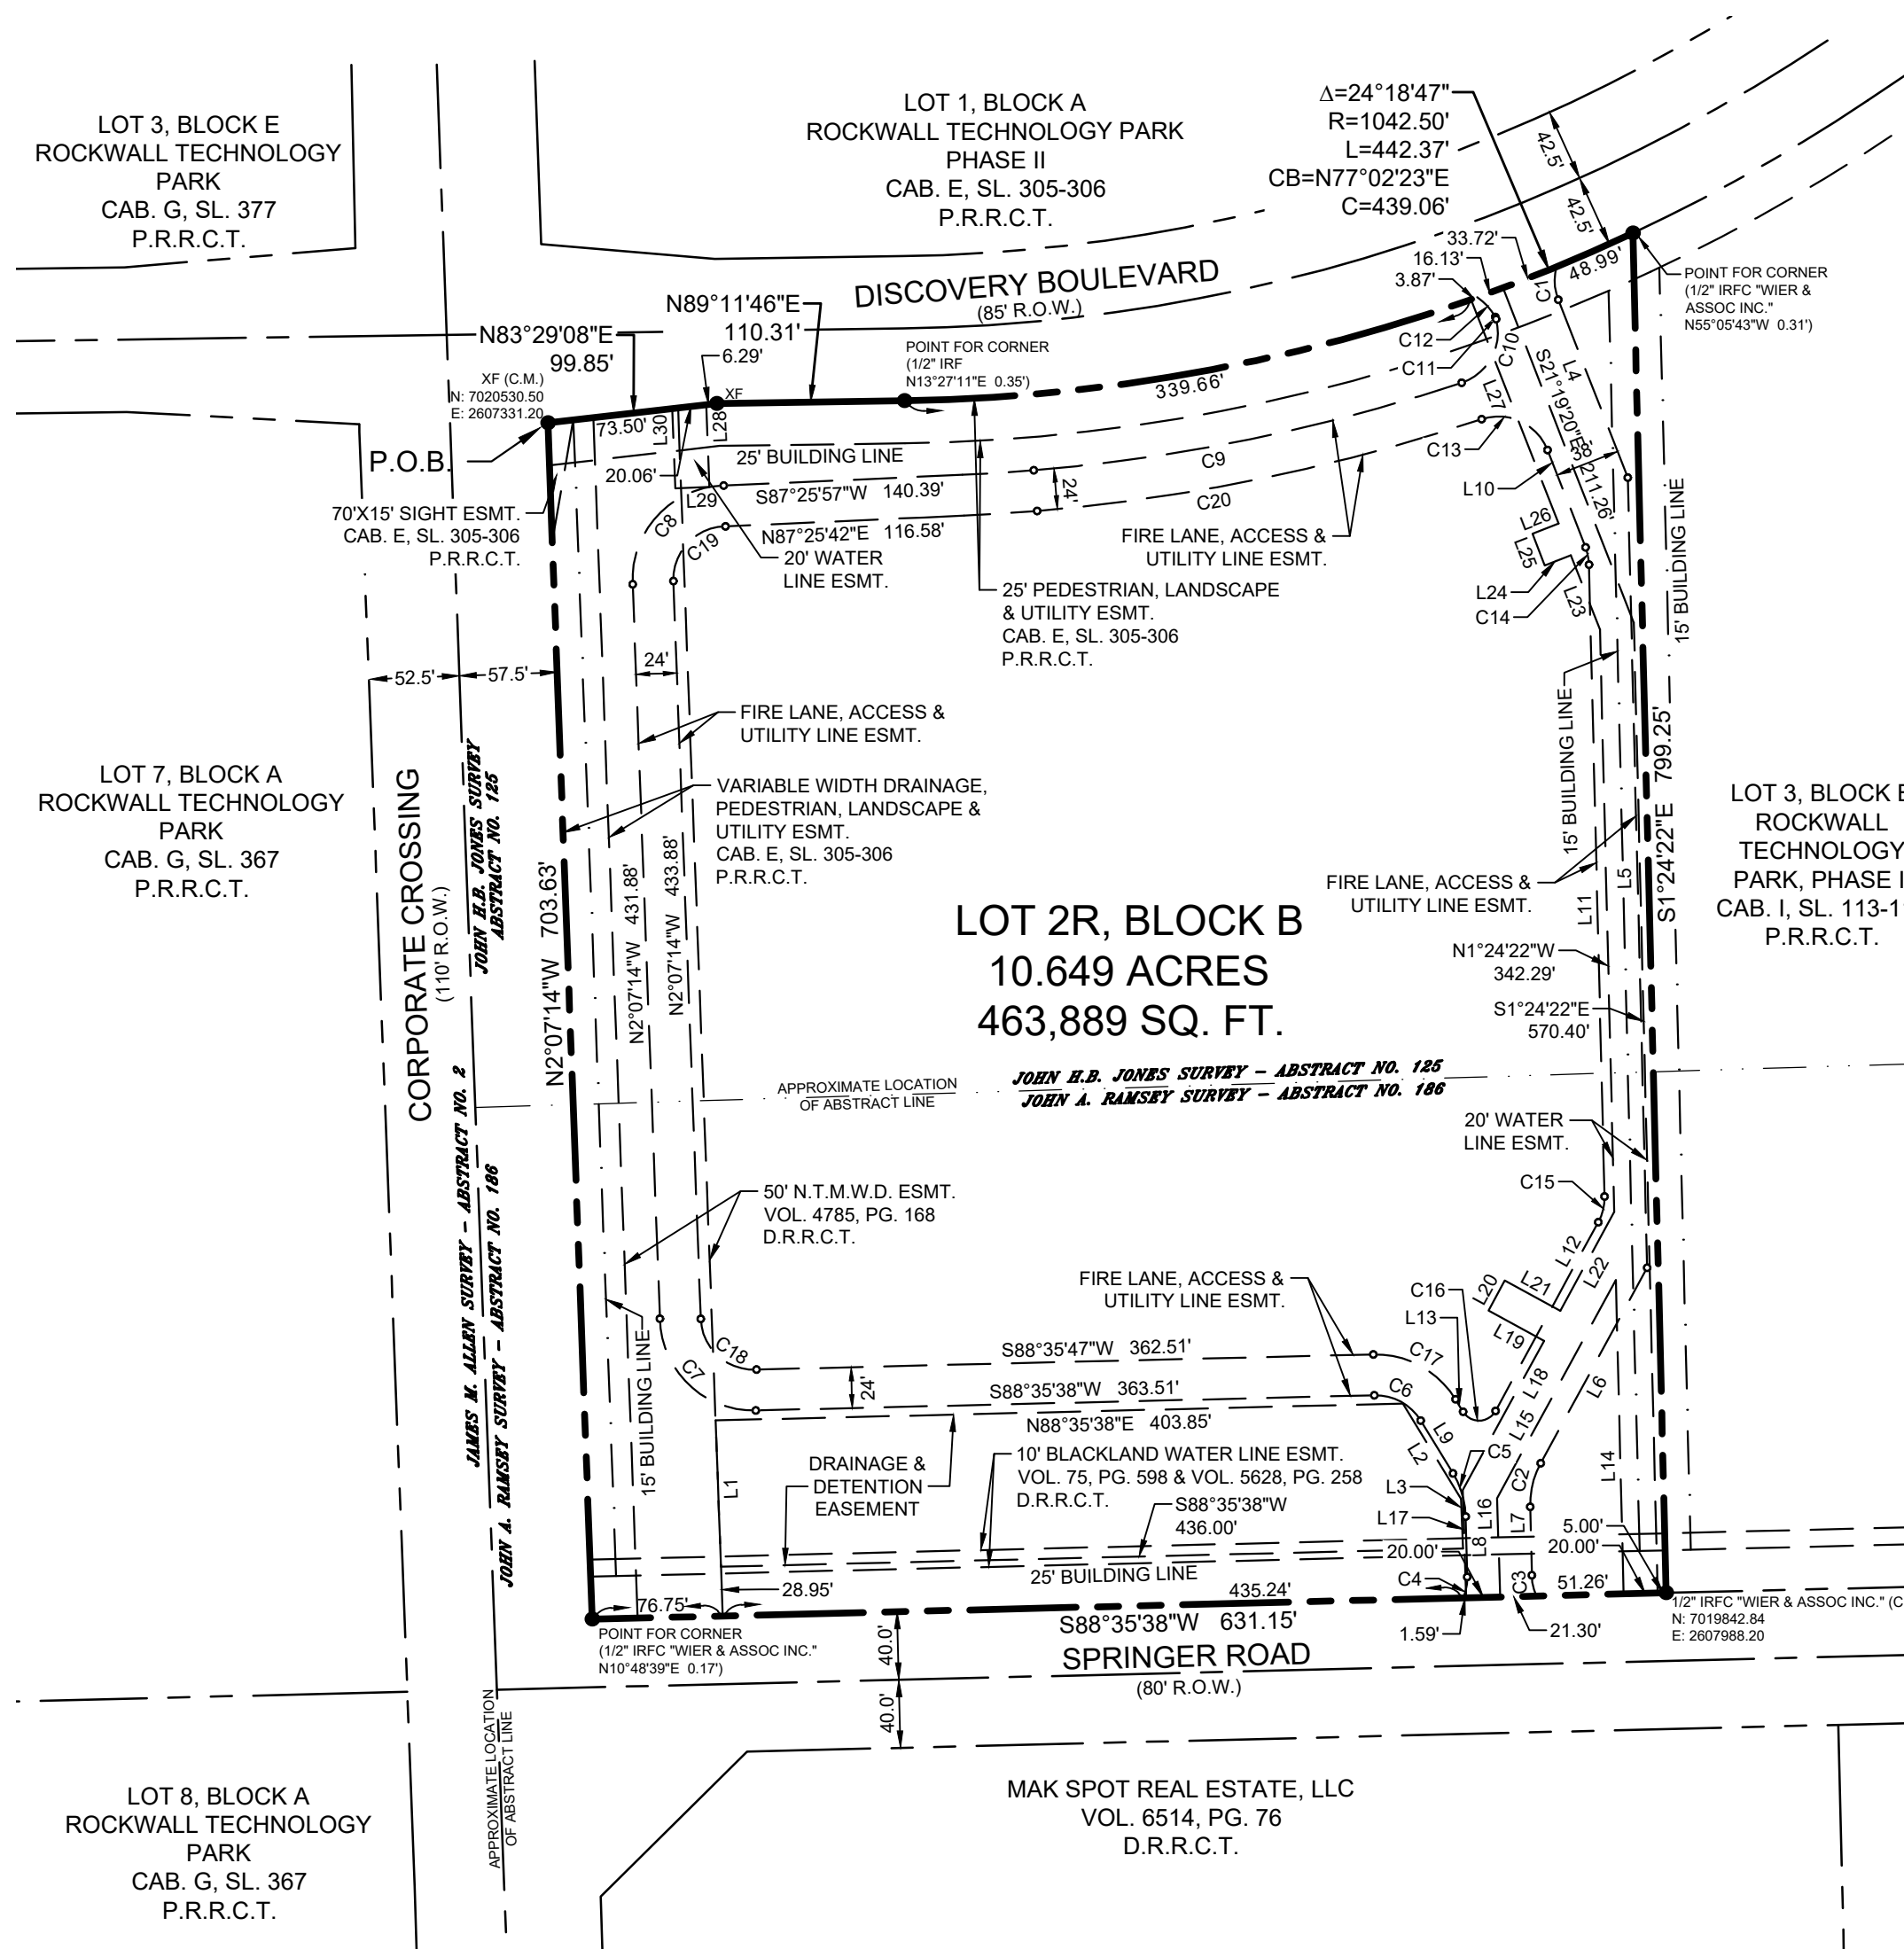 LOT 3, BLOCK E
ROCKWALL TECHNOLOGY
PARK
CAB. G, SL. 377
P.R.R.C.T.
LOT 1, BLOCK A
ROCKWALL TECHNOLOGY PARK
PHASE II
CAB. E, SL. 305-306
P.R.R.C.T.
Δ=24°18'47"
R=1042.50'
L=442.37'
CB=N77°02'23"E
C=439.06'
42.5'
42.5'
33.72'
16.13'
3.87'
48.99'
C1
POINT FOR CORNER
(1/2" IRFC "WIER &
ASSOC INC."
N55°05'43"W 0.31')
DISCOVERY BOULEVARD
(85' R.O.W.)
N89°11'46"E
110.31'
6.29'
N83°29'08"E
99.85'
XF (C.M.)
N: 7020530.50
E: 2607331.20
XF
POINT FOR CORNER
(1/2" IRF
N13°27'11"E 0.35')
339.66'
C12
C11
C10
L27
S21°19'20"E
211.26'
L4
38'
C13
L10
P.O.B.
73.50'
L30
L28
20.06'
25' BUILDING LINE
L29
S87°25'57"W 140.39'
C9
24'
C20
N87°25'42"E 116.58'
C8
C19
70'X15' SIGHT ESMT.
CAB. E, SL. 305-306
P.R.R.C.T.
20' WATER
LINE ESMT.
FIRE LANE, ACCESS &
UTILITY LINE ESMT.
25' PEDESTRIAN, LANDSCAPE
& UTILITY ESMT.
CAB. E, SL. 305-306
P.R.R.C.T.
L26
L25
L24
C14
L23
15' BUILDING LINE
52.5'
57.5'
24'
FIRE LANE, ACCESS &
UTILITY LINE ESMT.
VARIABLE WIDTH DRAINAGE,
PEDESTRIAN, LANDSCAPE &
UTILITY ESMT.
CAB. E, SL. 305-306
P.R.R.C.T.
LOT 7, BLOCK A
ROCKWALL TECHNOLOGY
PARK
CAB. G, SL. 367
P.R.R.C.T.
CORPORATE CROSSING
(110' R.O.W.)
JOHN H.B. JONES SURVEY
ABSTRACT NO. 125
N2°07'14"W 703.63'
N2°07'14"W 431.88'
N2°07'14"W 433.88'
15' BUILDING LINE
S1°24'22"E 799.25'
LOT 3, BLOCK
ROCKWALL
TECHNOLOGY
PARK, PHASE I
CAB. I, SL. 113-1
P.R.R.C.T.
FIRE LANE, ACCESS &
UTILITY LINE ESMT.
L5
L11
N1°24'22"W
342.29'
S1°24'22"E
570.40'
LOT 2R, BLOCK B
10.649 ACRES
463,889 SQ. FT.
APPROXIMATE LOCATION
OF ABSTRACT LINE
JOHN H.B. JONES SURVEY - ABSTRACT NO. 125
JOHN A. RAMSEY SURVEY - ABSTRACT NO. 186
JAMES M. ALLEN SURVEY - ABSTRACT NO. 2
JOHN A. RAMSEY SURVEY - ABSTRACT NO. 186
20' WATER
LINE ESMT.
C15
50' N.T.M.W.D. ESMT.
VOL. 4785, PG. 168
D.R.R.C.T.
L12
L22
L20
L21
L19
FIRE LANE, ACCESS &
UTILITY LINE ESMT.
C16
L13
C17
L18
L6
L15
15' BUILDING LINE
C18
C7
S88°35'47"W 362.51'
24'
S88°35'38"W 363.51'
N88°35'38"E 403.85'
C6
L9
L2
C5
C2
L14
L1
DRAINAGE &
DETENTION
EASEMENT
10' BLACKLAND WATER LINE ESMT.
VOL. 75, PG. 598 & VOL. 5628, PG. 258
D.R.R.C.T.
S88°35'38"W
436.00'
L3
L17
L16
L8
L7
5.00'
20.00'
20.00'
25' BUILDING LINE
C4
C3
51.26'
28.95'
76.75'
435.24'
S88°35'38"W 631.15'
1.59'
21.30'
1/2" IRFC "WIER & ASSOC INC." (C
N: 7019842.84
E: 2607988.20
POINT FOR CORNER
(1/2" IRFC "WIER & ASSOC INC."
N10°48'39"E 0.17')
40.0'
SPRINGER ROAD
(80' R.O.W.)
40.0'
APPROXIMATE LOCATION
OF ABSTRACT LINE
MAK SPOT REAL ESTATE, LLC
VOL. 6514, PG. 76
D.R.R.C.T.
LOT 8, BLOCK A
ROCKWALL TECHNOLOGY
PARK
CAB. G, SL. 367
P.R.R.C.T.